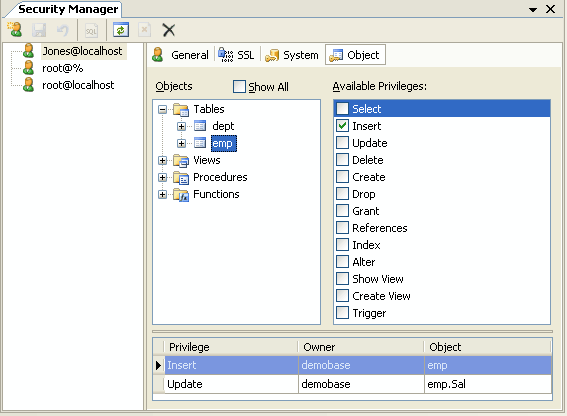 Security Manager
SQL
Jones@localhost
root@%
root@localhost
General SSL System Object
Objects Show All
Tables
dept
emp
Views
Procedures
Functions
Available Privileges:
Select
Insert
Update
Delete
Create
Drop
Grant
References
Index
Alter
Show View
Create View
Trigger
Privilege Owner Object
Insert demobase emp
Update demobase emp.Sal